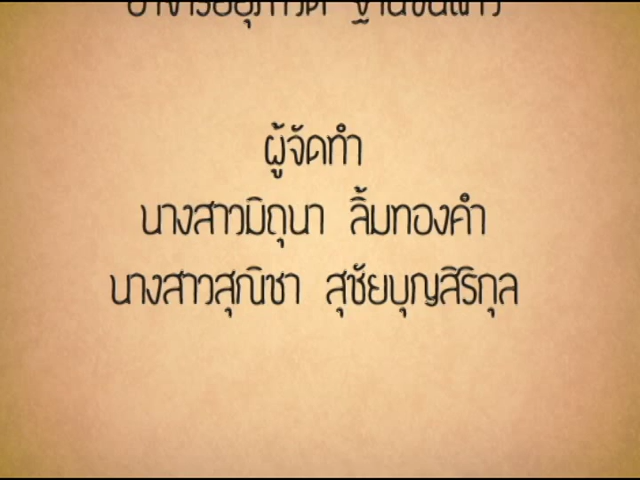 ผู้จัดทำ
นางสาวมิถุนา ลิ้มทองคำ
นางสาวสุณิชา สุชัยบุญสิริกุล